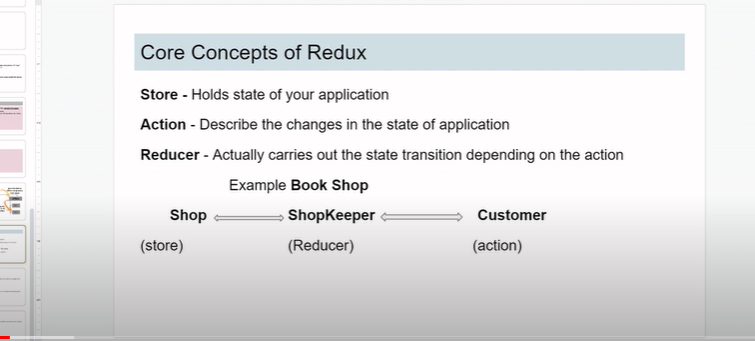 Core Concepts of Redux
Store - Holds state of your application
Action - Describe the changes in the state of application
Reducer - Actually carries out the state transition depending on the action
Example Book Shop
Shop ShopKeeper Customer
(store) (Reducer) (action)